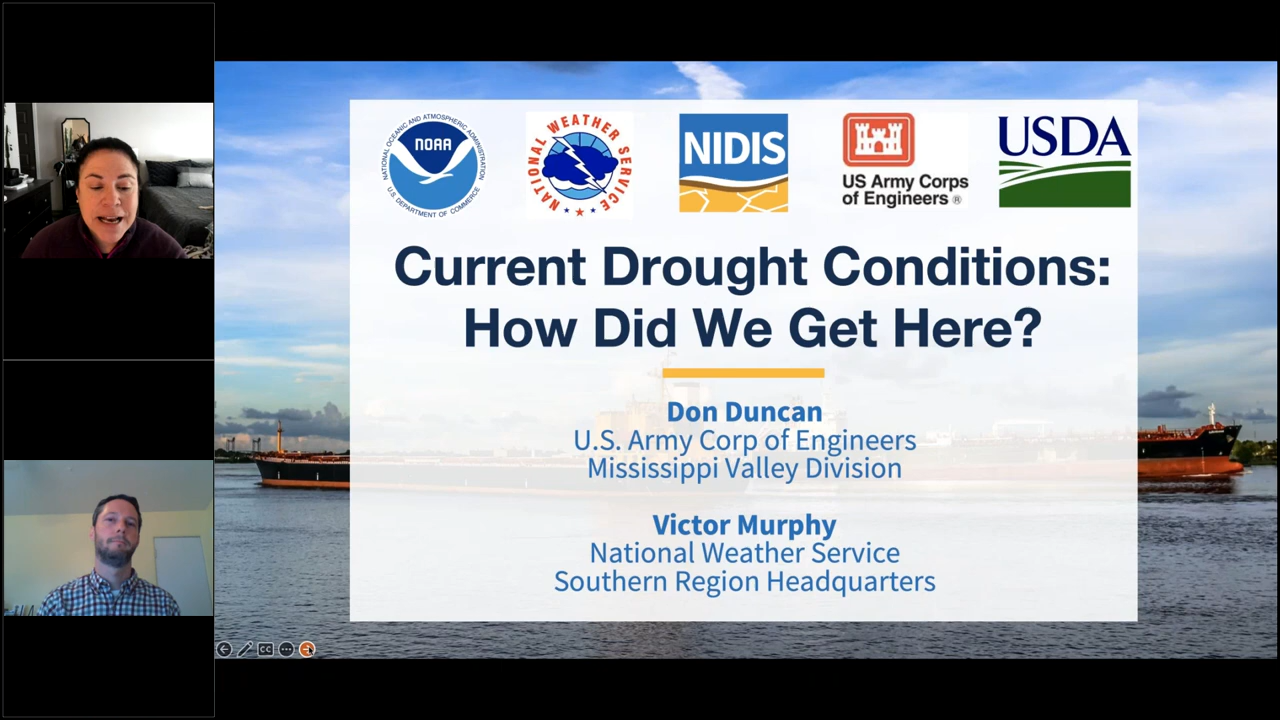 NATIONAL OCEANIC AND ATMOSPHERIC ADMINISTRATION
NOAA
U.S. DEPARTMENT OF COMMERCE
NATIONAL WEATHER SERVICE
NIDIS
US Army Corps
of Engineers ®
USDA
Current Drought Conditions:
How Did We Get Here?
Don Duncan
U.S. Army Corp of Engineers
Mississippi Valley Division
Victor Murphy
National Weather Service
Southern Region Headquarters
CC